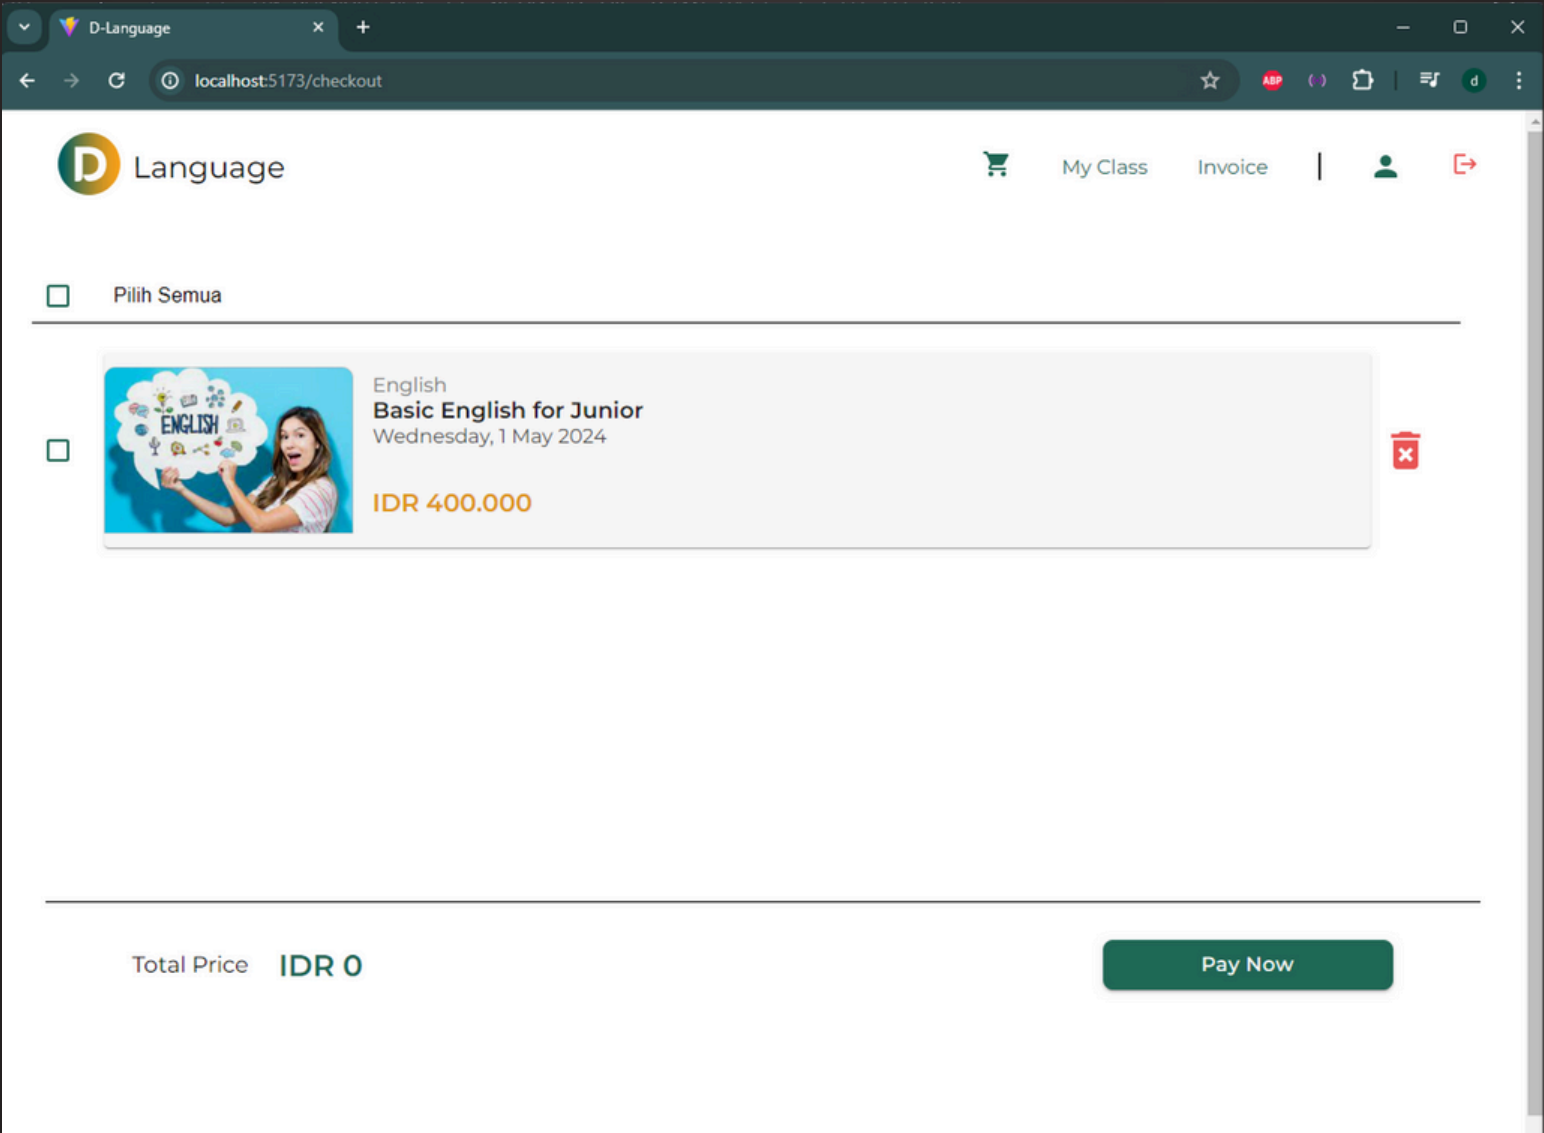 D-Language
localhost:5173/checkout
ABP
d
D Language
My Class
Invoice
Pilih Semua
ENGLISH
English
Basic English for Junior
Wednesday, 1 May 2024
IDR 400.000
Total Price
IDR 0
Pay Now